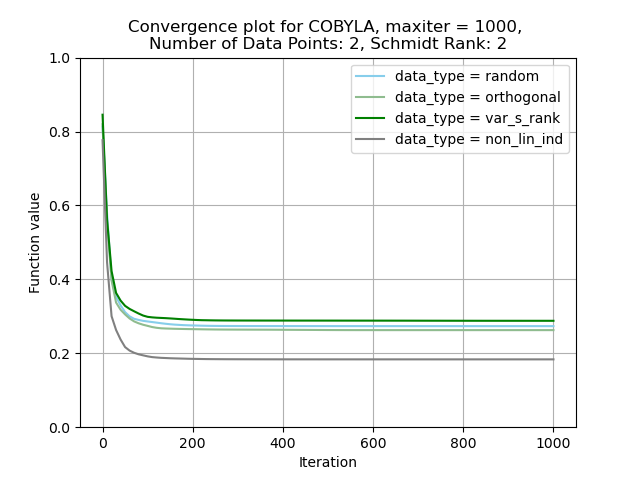 Convergence plot for COBYLA, maxiter = 1000,
Number of Data Points: 2, Schmidt Rank: 2
1.0
0.8
0.6
0.4
0.2
0.0
Function value
data_type = random
data_type = orthogonal
data_type = var_s_rank
data_type = non_lin_ind
0 200 400 600 800 1000
Iteration